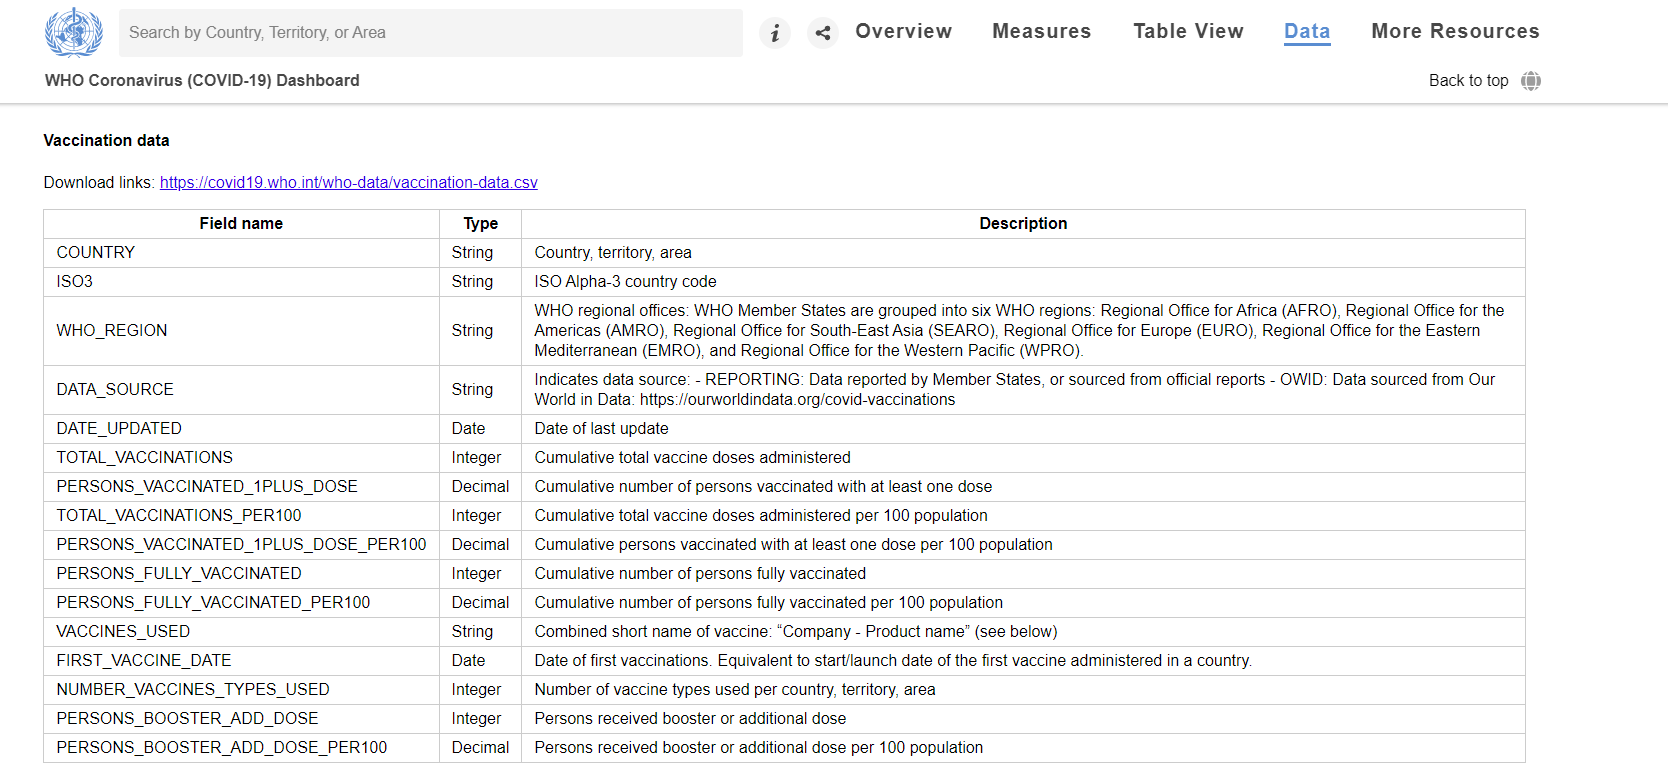 Search by Country, Territory, or Area
i
Overview Measures Table View Data More Resources
WHO Coronavirus (COVID-19) Dashboard
Back to top
Vaccination data
Download links: https://covid19.who.int/who-data/vaccination-data.csv
Field name Type Description
COUNTRY String Country, territory, area
ISO3 String ISO Alpha-3 country code
WHO_REGION String WHO regional offices: WHO Member States are grouped into six WHO regions: Regional Office for Africa (AFRO), Regional Office for the
Americas (AMRO), Regional Office for South-East Asia (SEARO), Regional Office for Europe (EURO), Regional Office for the Eastern
Mediterranean (EMRO), and Regional Office for the Western Pacific (WPRO).
DATA_SOURCE String Indicates data source: - REPORTING: Data reported by Member States, or sourced from official reports - OWID: Data sourced from Our
World in Data: https://ourworldindata.org/covid-vaccinations
DATE_UPDATED Date Date of last update
TOTAL_VACCINATIONS Integer Cumulative total vaccine doses administered
PERSONS_VACCINATED_1PLUS_DOSE Decimal Cumulative number of persons vaccinated with at least one dose
TOTAL_VACCINATIONS_PER100 Integer Cumulative total vaccine doses administered per 100 population
PERSONS_VACCINATED_1PLUS_DOSE_PER100 Decimal Cumulative persons vaccinated with at least one dose per 100 population
PERSONS_FULLY_VACCINATED Integer Cumulative number of persons fully vaccinated
PERSONS_FULLY_VACCINATED_PER100 Decimal Cumulative number of persons fully vaccinated per 100 population
VACCINES_USED String Combined short name of vaccine: “Company - Product name” (see below)
FIRST_VACCINE_DATE Date Date of first vaccinations. Equivalent to start/launch date of the first vaccine administered in a country.
NUMBER_VACCINES_TYPES_USED Integer Number of vaccine types used per country, territory, area
PERSONS_BOOSTER_ADD_DOSE Integer Persons received booster or additional dose
PERSONS_BOOSTER_ADD_DOSE_PER100 Decimal Persons received booster or additional dose per 100 population